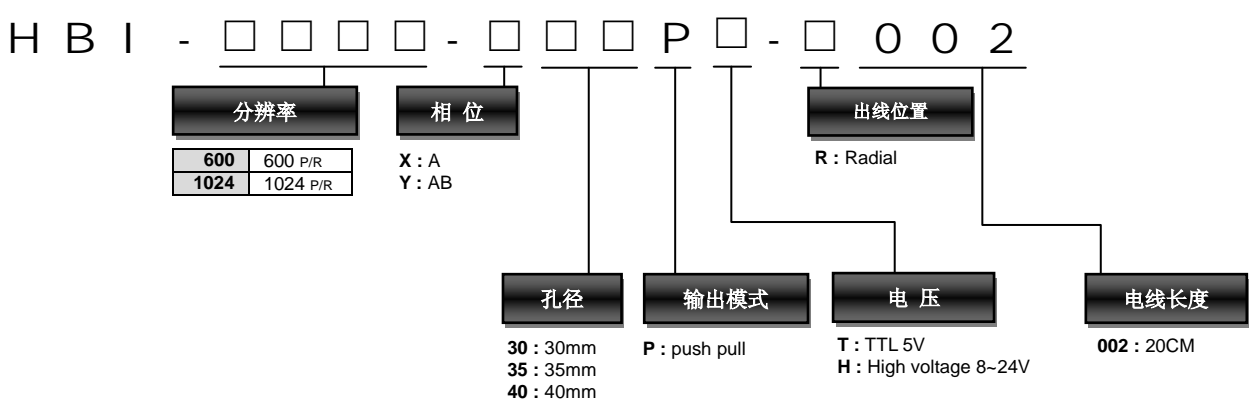 HBI - □□□□ - □□□P□ - □002
分辨率 相 位 出线位置
600 600 P/R
1024 1024 P/R
X : A
Y : AB
R : Radial
孔径 输出模式 电 压 电线长度
30 : 30mm
35 : 35mm
40 : 40mm
P : push pull
T : TTL 5V
H : High voltage 8~24V
002 : 20CM